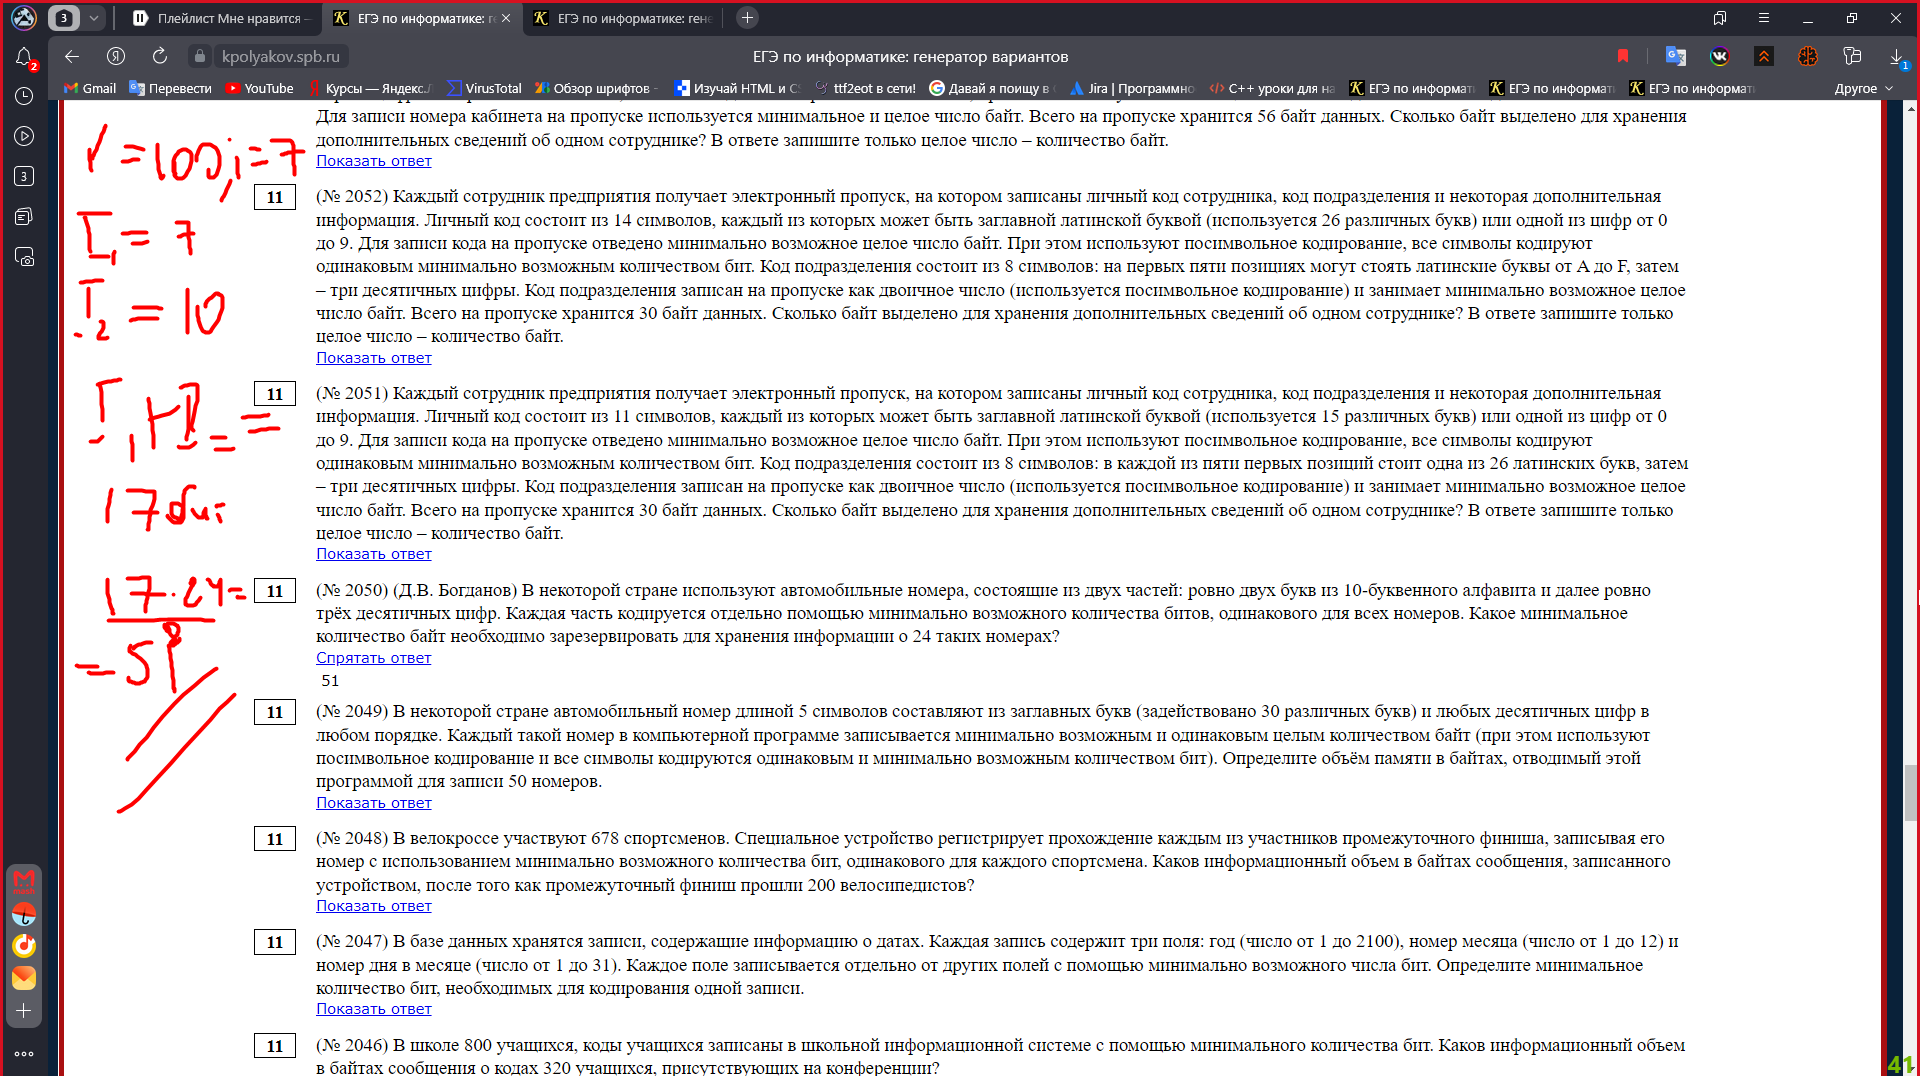 3
Плейлист Мне нравится —
ЕГЭ по информатике: ге
ЕГЭ по информатике: ген
kpolyakov.spb.ru
ЕГЭ по информатике: генератор вариантов
2
1
Gmail
Перевести
YouTube
Курсы — Яндекс.
VirusTotal
Обзор шрифтов -
Изучай HTML и CS
ttf2eot в сети!
Давай я поищу в
Jira | Программно
C++ уроки для на
ЕГЭ по информат
ЕГЭ по информат
ЕГЭ по информат
Другое
Для записи номера кабинета на пропуске используется минимальное и целое число байт. Всего на пропуске хранится 56 байт данных. Сколько байт выделено для хранения
дополнительных сведений об одном сотруднике? В ответе запишите только целое число – количество байт.
Показать ответ
=100, i=7
I1 = 7
I2 = 10
=
17 бит
17·24=
8
= 51
3
11
(№ 2052) Каждый сотрудник предприятия получает электронный пропуск, на котором записаны личный код сотрудника, код подразделения и некоторая дополнительная
информация. Личный код состоит из 14 символов, каждый из которых может быть заглавной латинской буквой (используется 26 различных букв) или одной из цифр от 0
до 9. Для записи кода на пропуске отведено минимально возможное целое число байт. При этом используют посимвольное кодирование, все символы кодируют
одинаковым минимально возможным количеством бит. Код подразделения состоит из 8 символов: на первых пяти позициях могут стоять латинские буквы от A до F, затем
– три десятичных цифры. Код подразделения записан на пропуске как двоичное число (используется посимвольное кодирование) и занимает минимально возможное целое
число байт. Всего на пропуске хранится 30 байт данных. Сколько байт выделено для хранения дополнительных сведений об одном сотруднике? В ответе запишите только
целое число – количество байт.
Показать ответ
11
(№ 2051) Каждый сотрудник предприятия получает электронный пропуск, на котором записаны личный код сотрудника, код подразделения и некоторая дополнительная
информация. Личный код состоит из 11 символов, каждый из которых может быть заглавной латинской буквой (используется 15 различных букв) или одной из цифр от 0
до 9. Для записи кода на пропуске отведено минимально возможное целое число байт. При этом используют посимвольное кодирование, все символы кодируют
одинаковым минимально возможным количеством бит. Код подразделения состоит из 8 символов: в каждой из пяти первых позиций стоит одна из 26 латинских букв, затем
– три десятичных цифры. Код подразделения записан на пропуске как двоичное число (используется посимвольное кодирование) и занимает минимально возможное целое
число байт. Всего на пропуске хранится 30 байт данных. Сколько байт выделено для хранения дополнительных сведений об одном сотруднике? В ответе запишите только
целое число – количество байт.
Показать ответ
11
(№ 2050) (Д.В. Богданов) В некоторой стране используют автомобильные номера, состоящие из двух частей: ровно двух букв из 10-буквенного алфавита и далее ровно
трёх десятичных цифр. Каждая часть кодируется отдельно помощью минимально возможного количества битов, одинакового для всех номеров. Какое минимальное
количество байт необходимо зарезервировать для хранения информации о 24 таких номерах?
Спрятать ответ
51
11
(№ 2049) В некоторой стране автомобильный номер длиной 5 символов составляют из заглавных букв (задействовано 30 различных букв) и любых десятичных цифр в
любом порядке. Каждый такой номер в компьютерной программе записывается минимально возможным и одинаковым целым количеством байт (при этом используют
посимвольное кодирование и все символы кодируются одинаковым и минимально возможным количеством бит). Определите объём памяти в байтах, отводимый этой
программой для записи 50 номеров.
Показать ответ
11
(№ 2048) В велокроссе участвуют 678 спортсменов. Специальное устройство регистрирует прохождение каждым из участников промежуточного финиша, записывая его
номер с использованием минимально возможного количества бит, одинакового для каждого спортсмена. Каков информационный объем в байтах сообщения, записанного
устройством, после того как промежуточный финиш прошли 200 велосипедистов?
Показать ответ
11
(№ 2047) В базе данных хранятся записи, содержащие информацию о датах. Каждая запись содержит три поля: год (число от 1 до 2100), номер месяца (число от 1 до 12) и
номер дня в месяце (число от 1 до 31). Каждое поле записывается отдельно от других полей с помощью минимально возможного числа бит. Определите минимальное
количество бит, необходимых для кодирования одной записи.
Показать ответ
11
(№ 2046) В школе 800 учащихся, коды учащихся записаны в школьной информационной системе с помощью минимального количества бит. Каков информационный объем
в байтах сообщения о кодах 320 учащихся, присутствующих на конференции?
41